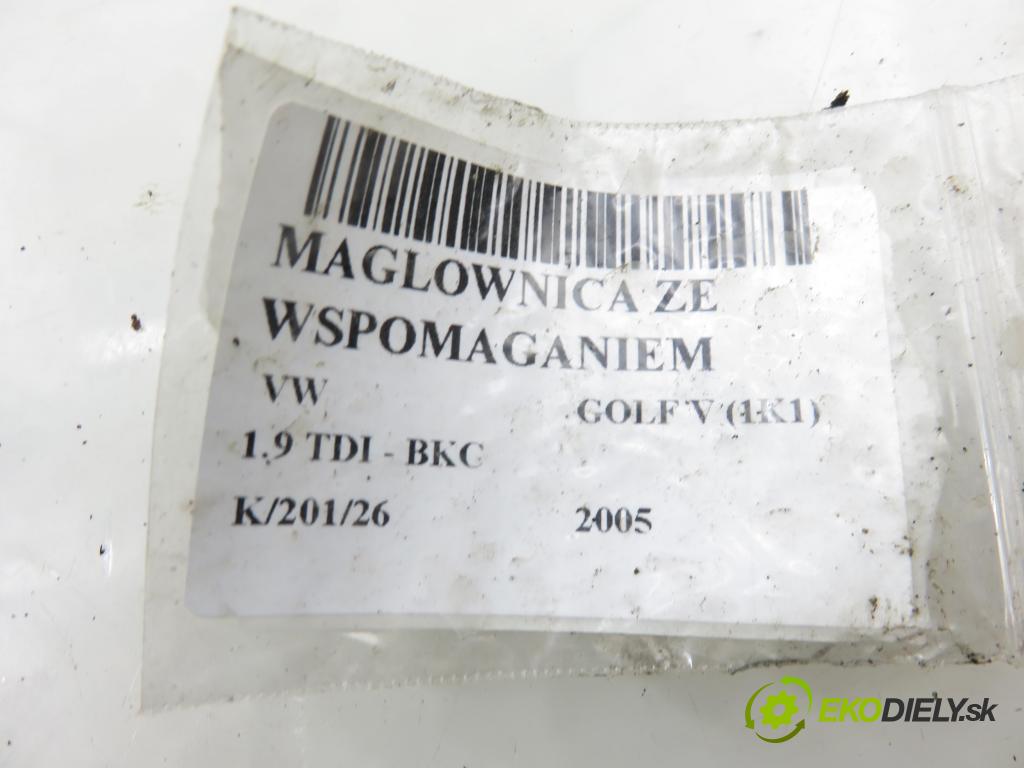 MAGLOWNICA ZE
WSPOMAGANIEM
VW GOLF V (1K1)
1.9 TDI - BKC
K/201/26 2005
EKODIELY.sk